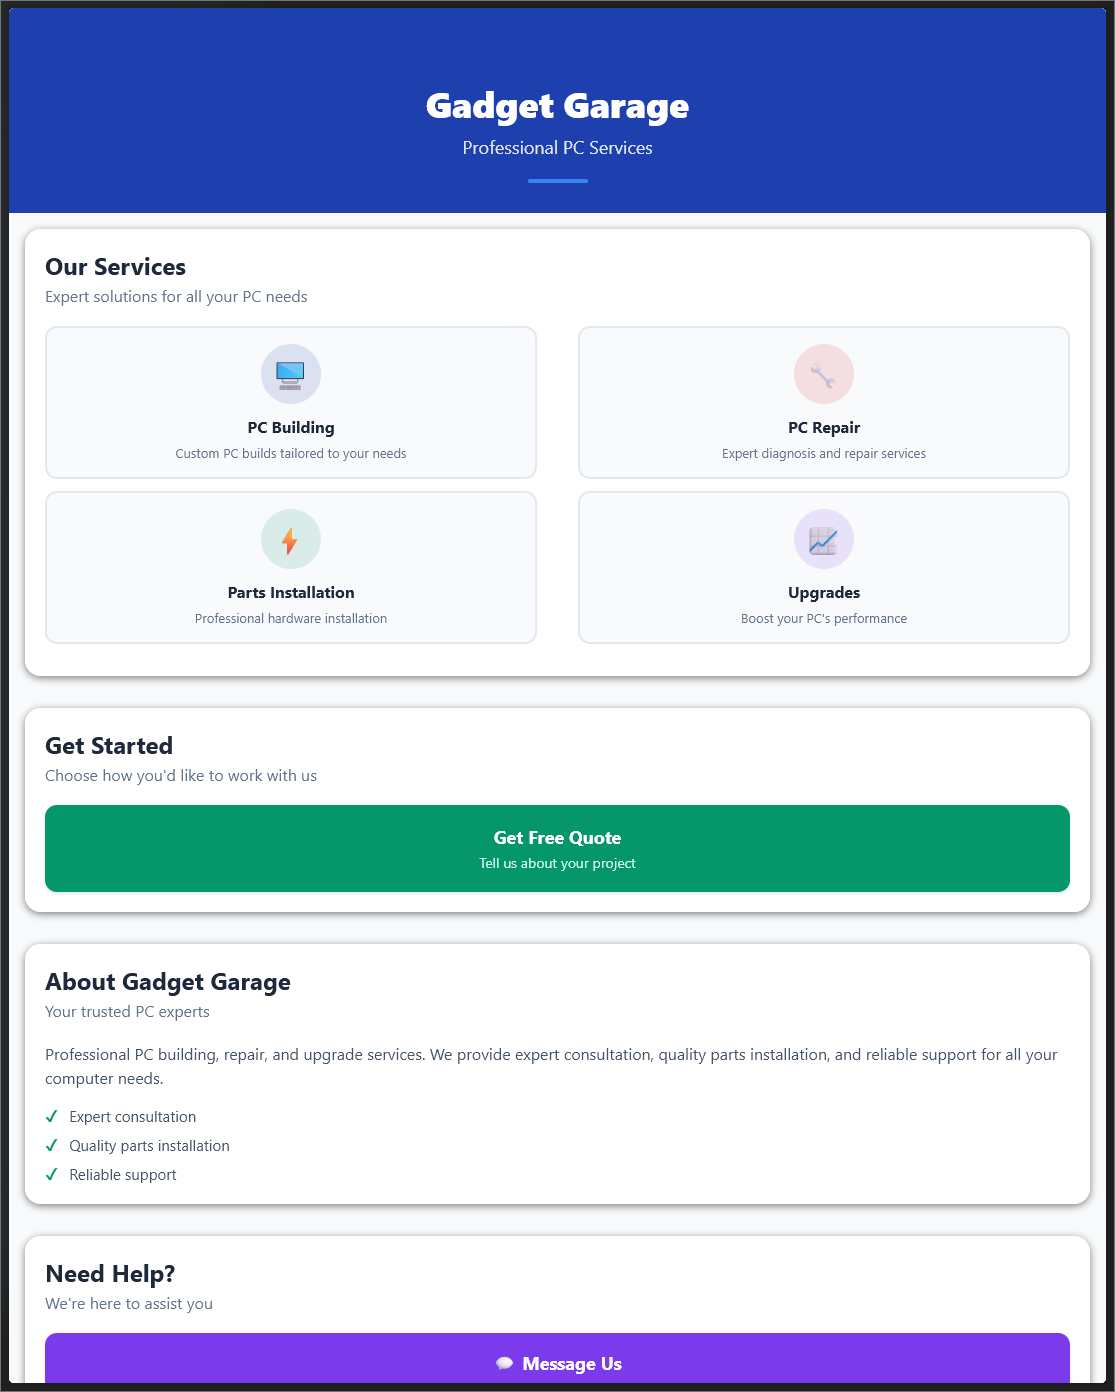 Gadget Garage
Professional PC Services
Our Services
Expert solutions for all your PC needs
PC Building
Custom PC builds tailored to your needs
PC Repair
Expert diagnosis and repair services
Parts Installation
Professional hardware installation
Upgrades
Boost your PC's performance
Get Started
Choose how you'd like to work with us
Get Free Quote
Tell us about your project
About Gadget Garage
Your trusted PC experts
Professional PC building, repair, and upgrade services. We provide expert consultation, quality parts installation, and reliable support for all your
computer needs.
✓ Expert consultation
✓ Quality parts installation
✓ Reliable support
Need Help?
We're here to assist you
Message Us